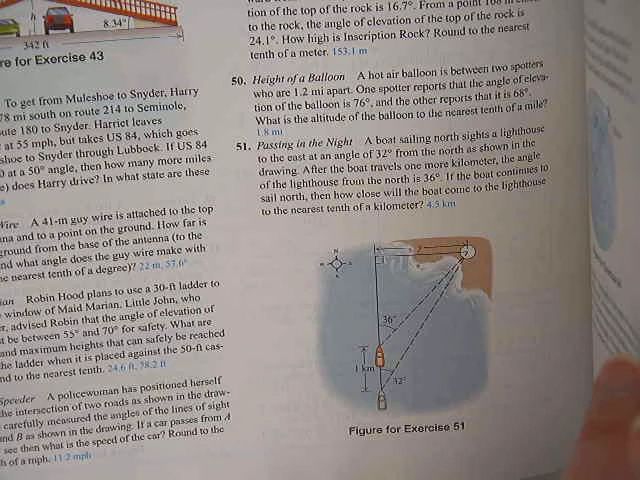 h
8.34°
342 ft
re for Exercise 43
To get from Muleshoe to Snyder, Harry
78 mi south on route 214 to Seminole,
ute 180 to Snyder. Harriet leaves
at 55 mph, but takes US 84, which goes
shoe to Snyder through Lubbock. If US 84
0 at a 50° angle, then how many more miles
e) does Harry drive? In what state are these
Wire A 41-m guy wire is attached to the top
nna and to a point on the ground. How far is
ground from the base of the antenna (to the
nd what angle does the guy wire make with
e nearest tenth of a degree)? 22 m, 57.6°
ian Robin Hood plans to use a 30-ft ladder to
window of Maid Marian. Little John, who
r, advised Robin that the angle of elevation of
t be between 55° and 70° for safety. What are
and maximum heights that can safely be reached
he ladder when it is placed against the 50-ft cas-
nd to the nearest tenth. 24.6 ft, 28.2 ft
Speeder A policewoman has positioned herself
he intersection of two roads as shown in the draw-
carefully measured the angles of the lines of sight
and B as shown in the drawing. If a car passes from A
see then what is the speed of the car? Round to the
h of a mph. 11.2 mph
tion of the top of the rock is 16.7°. From a point 108 m
to the rock, the angle of elevation of the top of the rock is
24.1°. How high is Inscription Rock? Round to the nearest
tenth of a meter. 153.1 m
50. Height of a Balloon A hot air balloon is between two spotters
who are 1.2 mi apart. One spotter reports that the angle of eleva-
tion of the balloon is 76°, and the other reports that it is 68°.
What is the altitude of the balloon to the nearest tenth of a mile?
1.8 mi
51. Passing in the Night A boat sailing north sights a lighthouse
to the east at an angle of 32° from the north as shown in the
drawing. After the boat travels one more kilometer, the angle
of the lighthouse from the north is 36°. If the boat continues to
sail north, then how close will the boat come to the lighthouse
to the nearest tenth of a kilometer? 4.5 km
N
?
36°
1 km
32°
Figure for Exercise 51